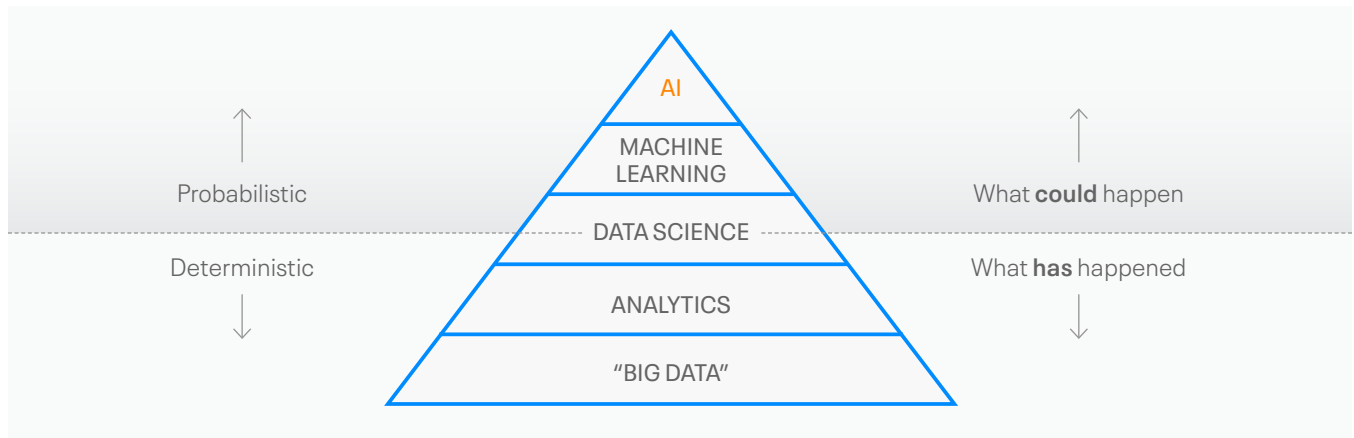 AI
MACHINE
LEARNING
Probabilistic
What could happen
DATA SCIENCE
Deterministic
What has happened
ANALYTICS
“BIG DATA”